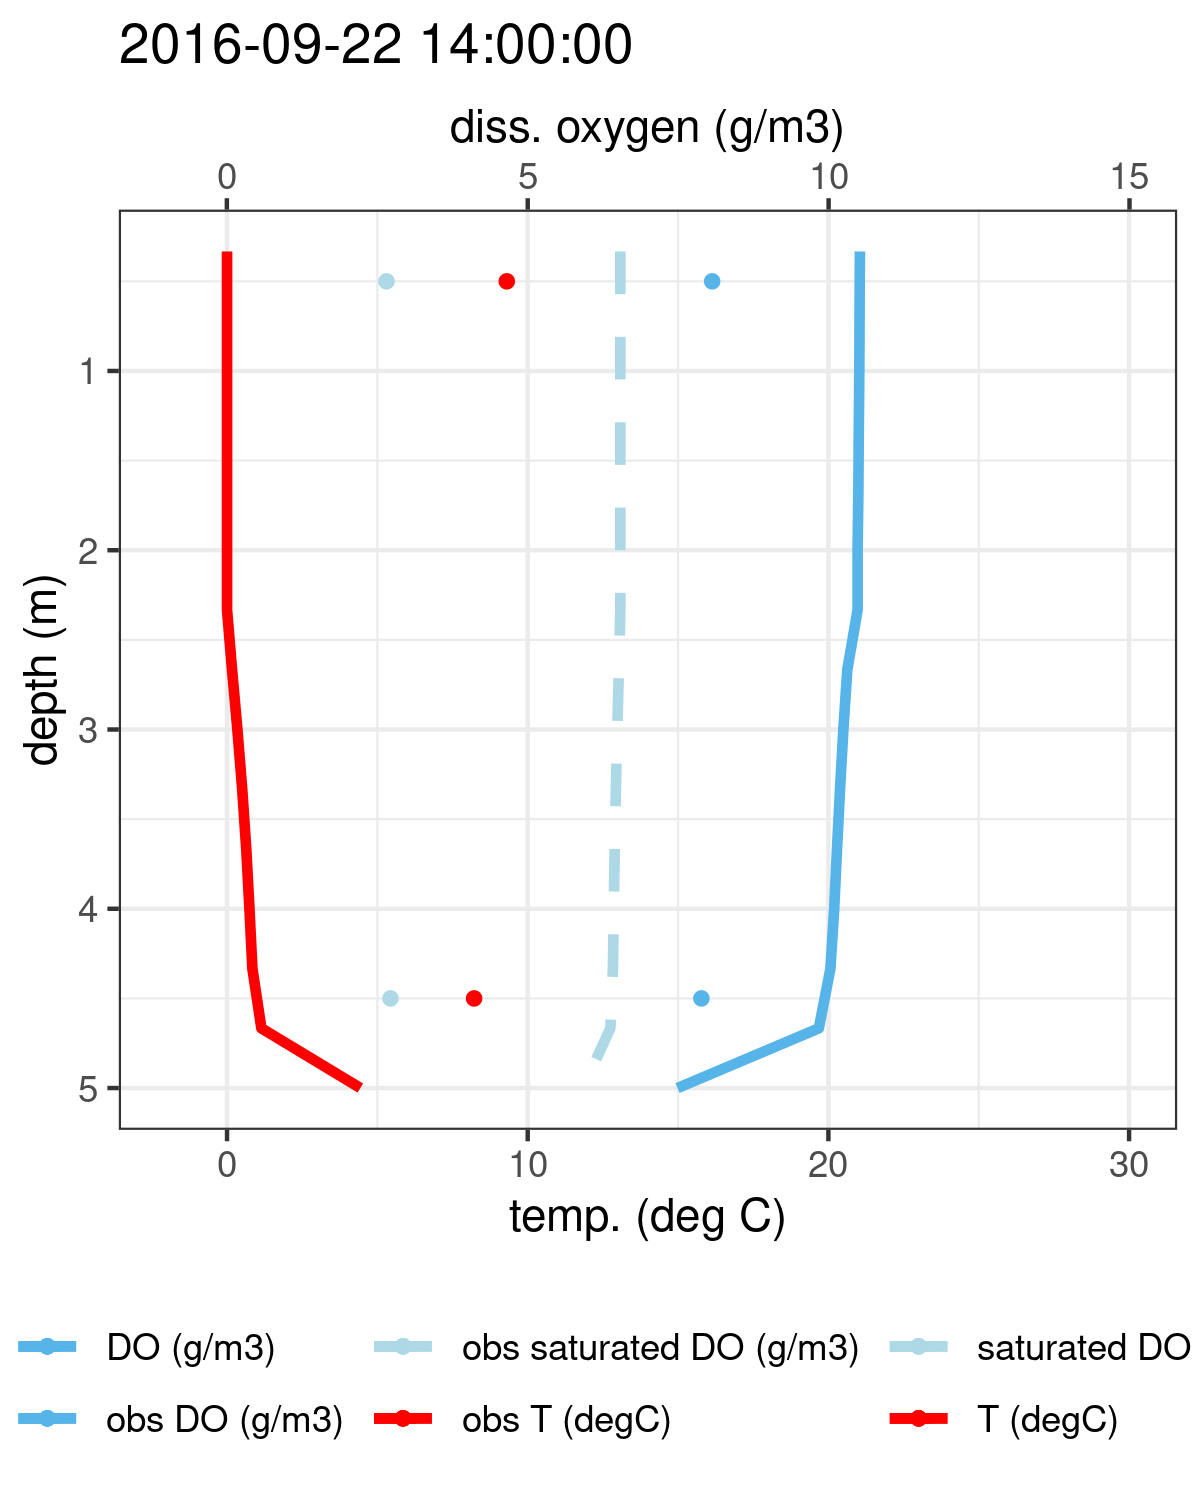 2016-09-22 14:00:00
diss. oxygen (g/m3)
0 5 10 15
depth (m)
1
2
3
4
5
0 10 20 30
temp. (deg C)
DO (g/m3) obs saturated DO (g/m3) saturated DO
obs DO (g/m3) obs T (degC) T (degC)